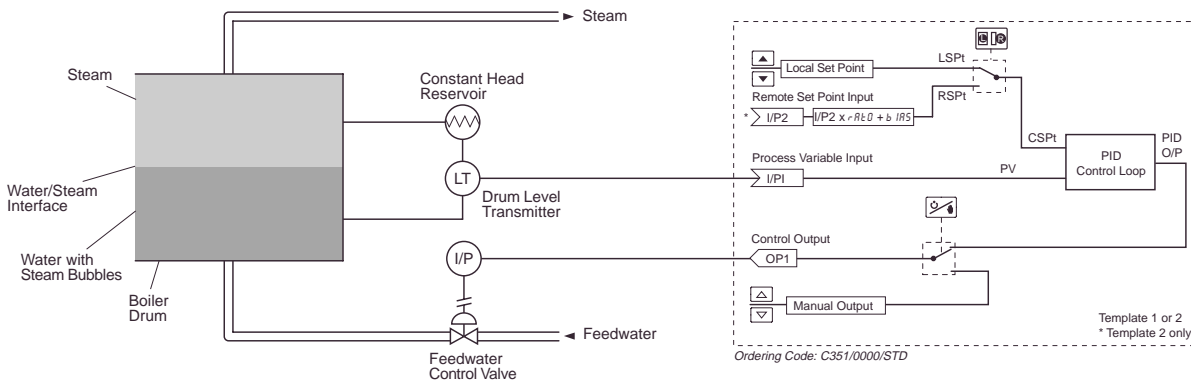 Steam
Steam
Constant Head
Reservoir
Water/Steam
Interface
LT
Drum Level
Transmitter
Water with
Steam Bubbles
Boiler
Drum
I/P
Feedwater
Feedwater
Control Valve
L R
LSPt
Local Set Point
Remote Set Point Input
RSPt
* I/P2
I/P2 x rAtO + bIAS
CSPt
PID
Control Loop
PID
O/P
Process Variable Input
I/PI
PV
Control Output
OP1
Manual Output
Template 1 or 2
* Template 2 only
Ordering Code: C351/0000/STD